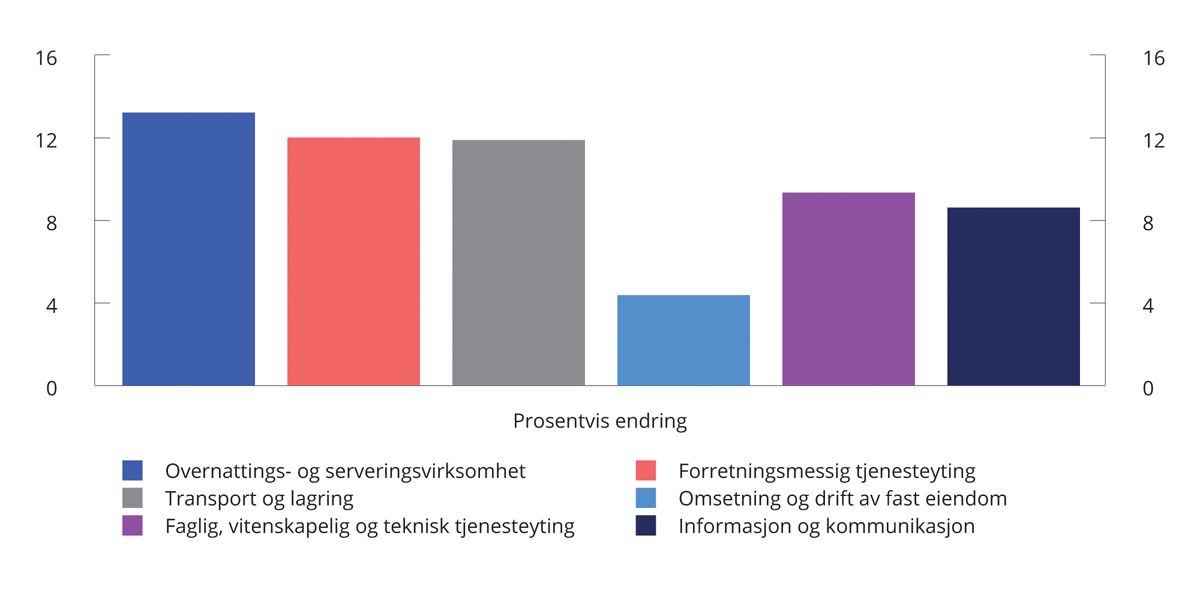 16 16
12 12
8 8
4 4
0 0
Prosentvis endring
Overnattings- og serveringsvirksomhet Forretningsmessig tjenesteyting
Transport og lagring Omsetning og drift av fast eiendom
Faglig, vitenskapelig og teknisk tjenesteyting Informasjon og kommunikasjon